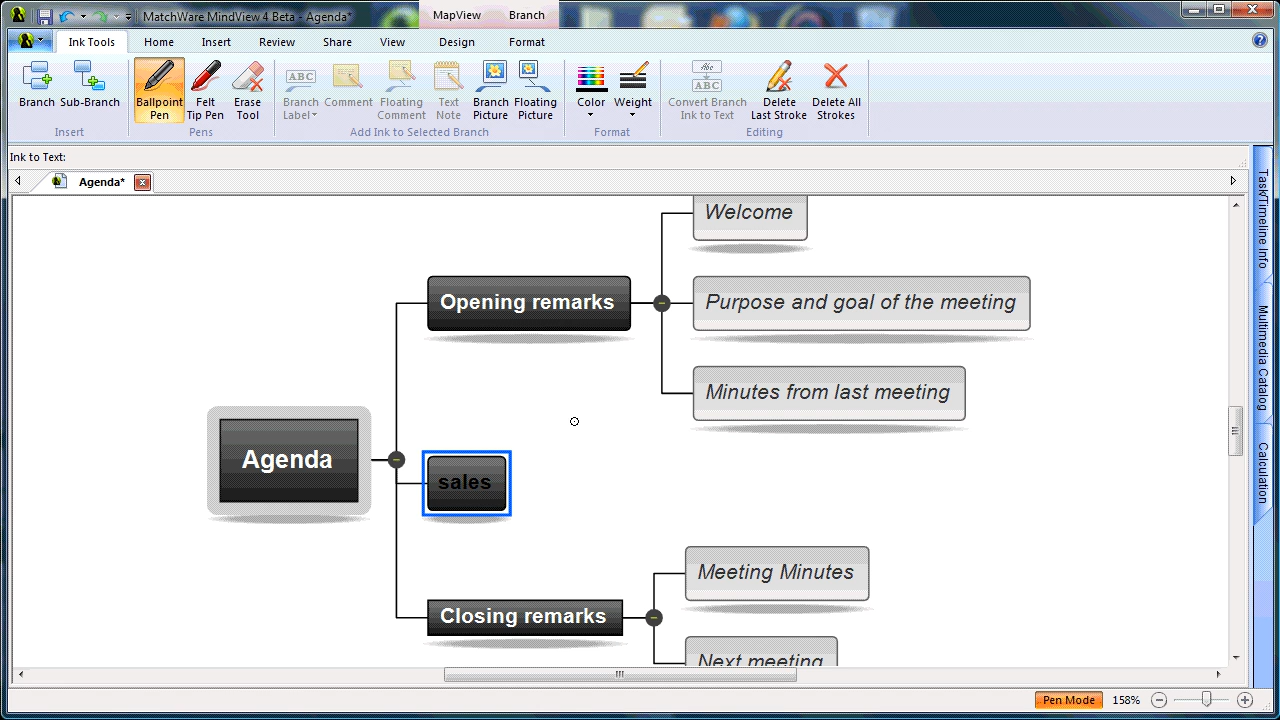 MatchWare MindView 4 Beta - Agenda*
MapView Branch
Ink Tools Home Insert Review Share View Design Format
Branch Sub-Branch Ballpoint Pen Felt Tip Pen Erase Tool Branch Label Comment Floating Comment Text Note Branch Picture Floating Picture Color Weight Convert Branch Ink to Text Delete Last Stroke Delete All Strokes
Insert Pens Add Ink to Selected Branch Format Editing
Ink to Text:
Agenda*
Welcome
Opening remarks
Purpose and goal of the meeting
Minutes from last meeting
Agenda
sales
Meeting Minutes
Closing remarks
Next meeting
Task/Timeline Info
Multimedia Catalog
Calculation
Pen Mode 158%